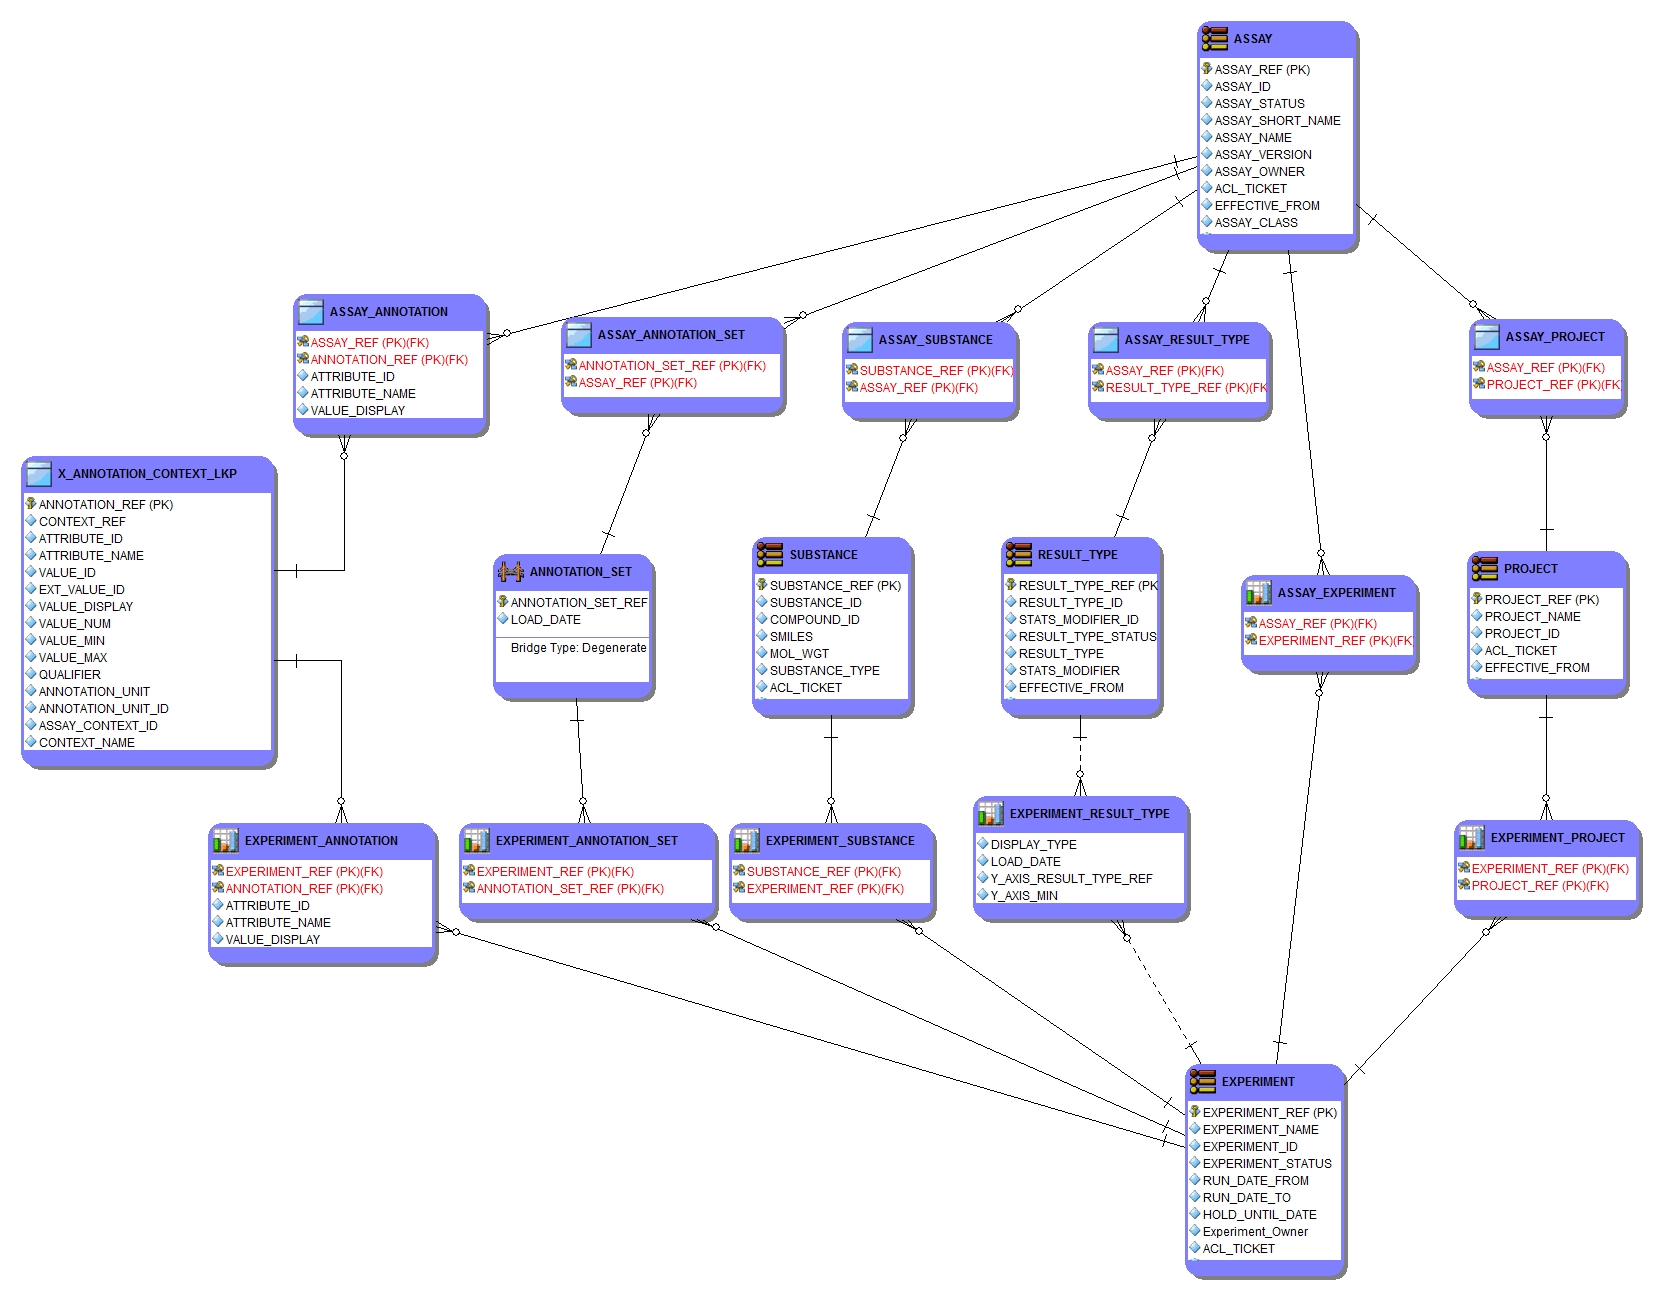 ASSAY
ASSAY_REF (PK)
ASSAY_ID
ASSAY_STATUS
ASSAY_SHORT_NAME
ASSAY_NAME
ASSAY_VERSION
ASSAY_OWNER
ACL_TICKET
EFFECTIVE_FROM
ASSAY_CLASS
ASSAY_ANNOTATION
ASSAY_REF (PK)(FK)
ANNOTATION_REF (PK)(FK)
ATTRIBUTE_ID
ATTRIBUTE_NAME
VALUE_DISPLAY
ASSAY_ANNOTATION_SET
ANNOTATION_SET_REF (PK)(FK)
ASSAY_REF (PK)(FK)
ASSAY_SUBSTANCE
SUBSTANCE_REF (PK)(FK)
ASSAY_REF (PK)(FK)
ASSAY_RESULT_TYPE
ASSAY_REF (PK)(FK)
RESULT_TYPE_REF (PK)(FK
ASSAY_PROJECT
ASSAY_REF (PK)(FK)
PROJECT_REF (PK)(FK
X_ANNOTATION_CONTEXT_LKP
ANNOTATION_REF (PK)
CONTEXT_REF
ATTRIBUTE_ID
ATTRIBUTE_NAME
VALUE_ID
EXT_VALUE_ID
VALUE_DISPLAY
VALUE_NUM
VALUE_MIN
VALUE_MAX
QUALIFIER
ANNOTATION_UNIT
ANNOTATION_UNIT_ID
ASSAY_CONTEXT_ID
CONTEXT_NAME
ANNOTATION_SET
ANNOTATION_SET_REF
LOAD_DATE
Bridge Type: Degenerate
SUBSTANCE
SUBSTANCE_REF (PK)
SUBSTANCE_ID
COMPOUND_ID
SMILES
MOL_WGT
SUBSTANCE_TYPE
ACL_TICKET
RESULT_TYPE
RESULT_TYPE_REF (PK
RESULT_TYPE_ID
STATS_MODIFIER_ID
RESULT_TYPE_STATUS
RESULT_TYPE
STATS_MODIFIER
EFFECTIVE_FROM
ASSAY_EXPERIMENT
ASSAY_REF (PK)(FK)
EXPERIMENT_REF (PK)(FK
PROJECT
PROJECT_REF (PK)
PROJECT_NAME
PROJECT_ID
ACL_TICKET
EFFECTIVE_FROM
EXPERIMENT_ANNOTATION
EXPERIMENT_REF (PK)(FK)
ANNOTATION_REF (PK)(FK)
ATTRIBUTE_ID
ATTRIBUTE_NAME
VALUE_DISPLAY
EXPERIMENT_ANNOTATION_SET
EXPERIMENT_REF (PK)(FK)
ANNOTATION_SET_REF (PK)(FK)
EXPERIMENT_SUBSTANCE
SUBSTANCE_REF (PK)(FK)
EXPERIMENT_REF (PK)(FK)
EXPERIMENT_RESULT_TYPE
DISPLAY_TYPE
LOAD_DATE
Y_AXIS_RESULT_TYPE_REF
Y_AXIS_MIN
EXPERIMENT_PROJECT
EXPERIMENT_REF (PK)(FK)
PROJECT_REF (PK)(FK)
EXPERIMENT
EXPERIMENT_REF (PK)
EXPERIMENT_NAME
EXPERIMENT_ID
EXPERIMENT_STATUS
RUN_DATE_FROM
RUN_DATE_TO
HOLD_UNTIL_DATE
Experiment_Owner
ACL_TICKET